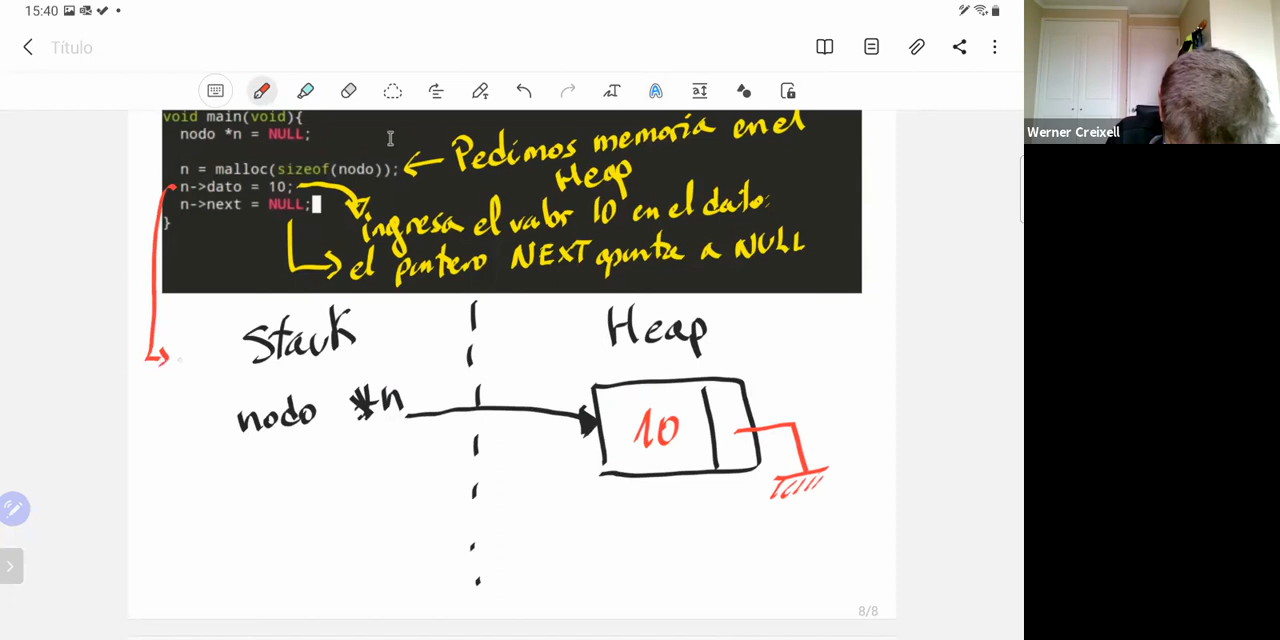 15:40
Título
void main(void){
nodo *n = NULL;
n = malloc(sizeof(nodo));
Pedimos memoria en el
Heap
n->dato = 10;
n->next = NULL;
}
ingresa el valor 10 en el dato
el puntero NEXT apunta a NULL
Stack
Heap
nodo *n
10
8/8
Werner Creixell